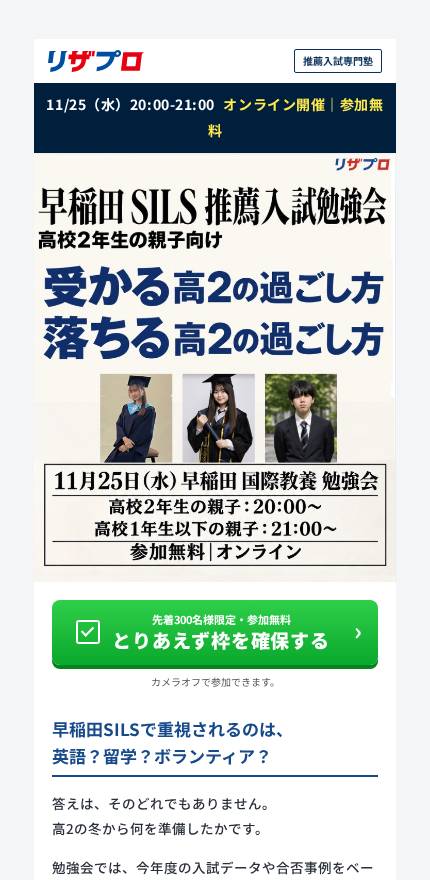 リザプロ
推薦入試専門塾
11/25（水）20:00-21:00 オンライン開催｜参加無
料
リザプロ
早稲田 SILS 推薦入試勉強会
高校2年生の親子向け
受かる高2の過ごし方
落ちる高2の過ごし方
11月25日(水) 早稲田 国際教養 勉強会
高校2年生の親子：20:00〜
高校1年生以下の親子：21:00〜
参加無料|オンライン
先着300名様限定・参加無料
とりあえず枠を確保する ›
カメラオフで参加できます。
早稲田SILSで重視されるのは、
英語？留学？ボランティア？
答えは、そのどれでもありません。
高2の冬から何を準備したかです。
勉強会では、今年度の入試データや合否事例をベー